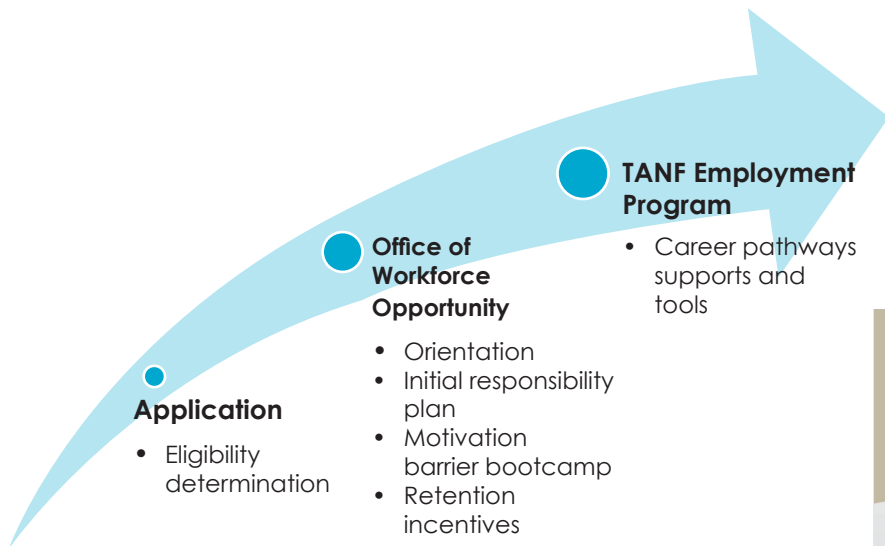 Application
• Eligibility
determination
Office of
Workforce
Opportunity
• Orientation
• Initial responsibility
plan
• Motivation
barrier bootcamp
• Retention
incentives
TANF Employment
Program
• Career pathways
supports and
tools